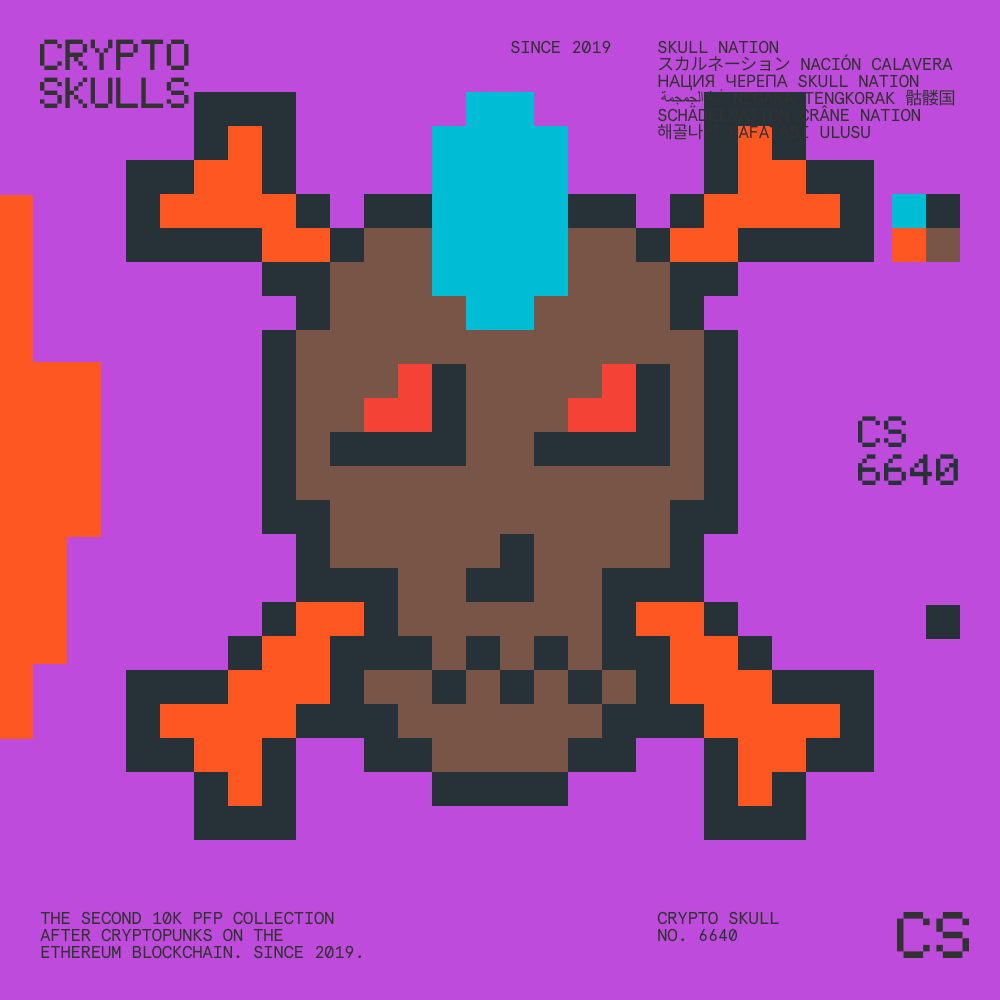 CRYPTO
SKULLS
SINCE 2019
SKULL NATION
スカルネーション NACIÓN CALAVERA
НАЦИЯ ЧЕРЕПА SKULL NATION
TENGKORAK 骷髅国
CRÂNE NATION
ULUSU
CS
6640
THE SECOND 10K PFP COLLECTION
AFTER CRYPTOPUNKS ON THE
ETHEREUM BLOCKCHAIN. SINCE 2019.
CRYPTO SKULL
NO. 6640
CS